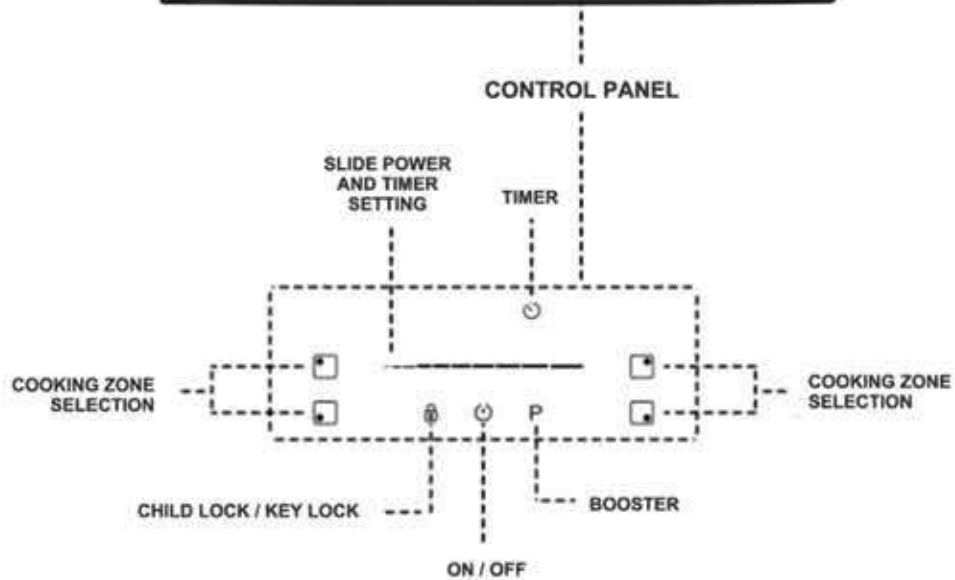 CONTROL PANEL
SLIDE POWER
AND TIMER
SETTING
TIMER
COOKING ZONE
SELECTION
COOKING ZONE
SELECTION
P
CHILD LOCK / KEY LOCK
BOOSTER
ON / OFF